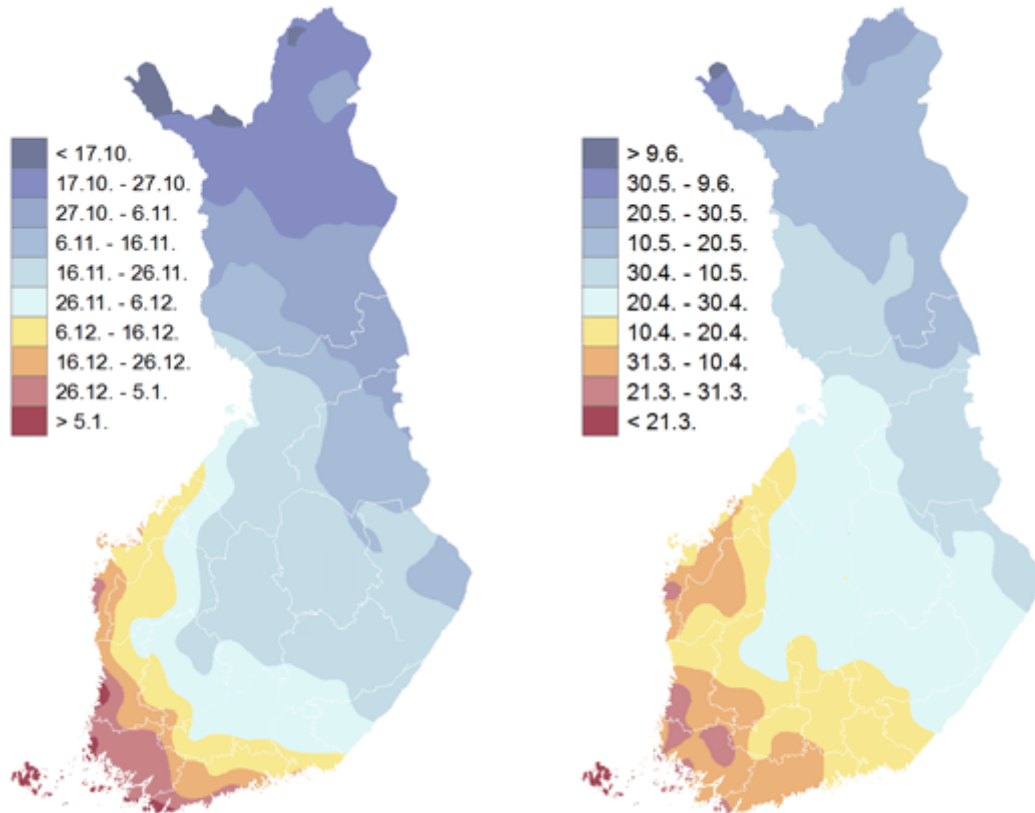 < 17.10.
17.10. - 27.10.
27.10. - 6.11.
6.11. - 16.11.
16.11. - 26.11.
26.11. - 6.12.
6.12. - 16.12.
16.12. - 26.12.
26.12. - 5.1.
> 5.1.
> 9.6.
30.5. - 9.6.
20.5. - 30.5.
10.5. - 20.5.
30.4. - 10.5.
20.4. - 30.4.
10.4. - 20.4.
31.3. - 10.4.
21.3. - 31.3.
< 21.3.